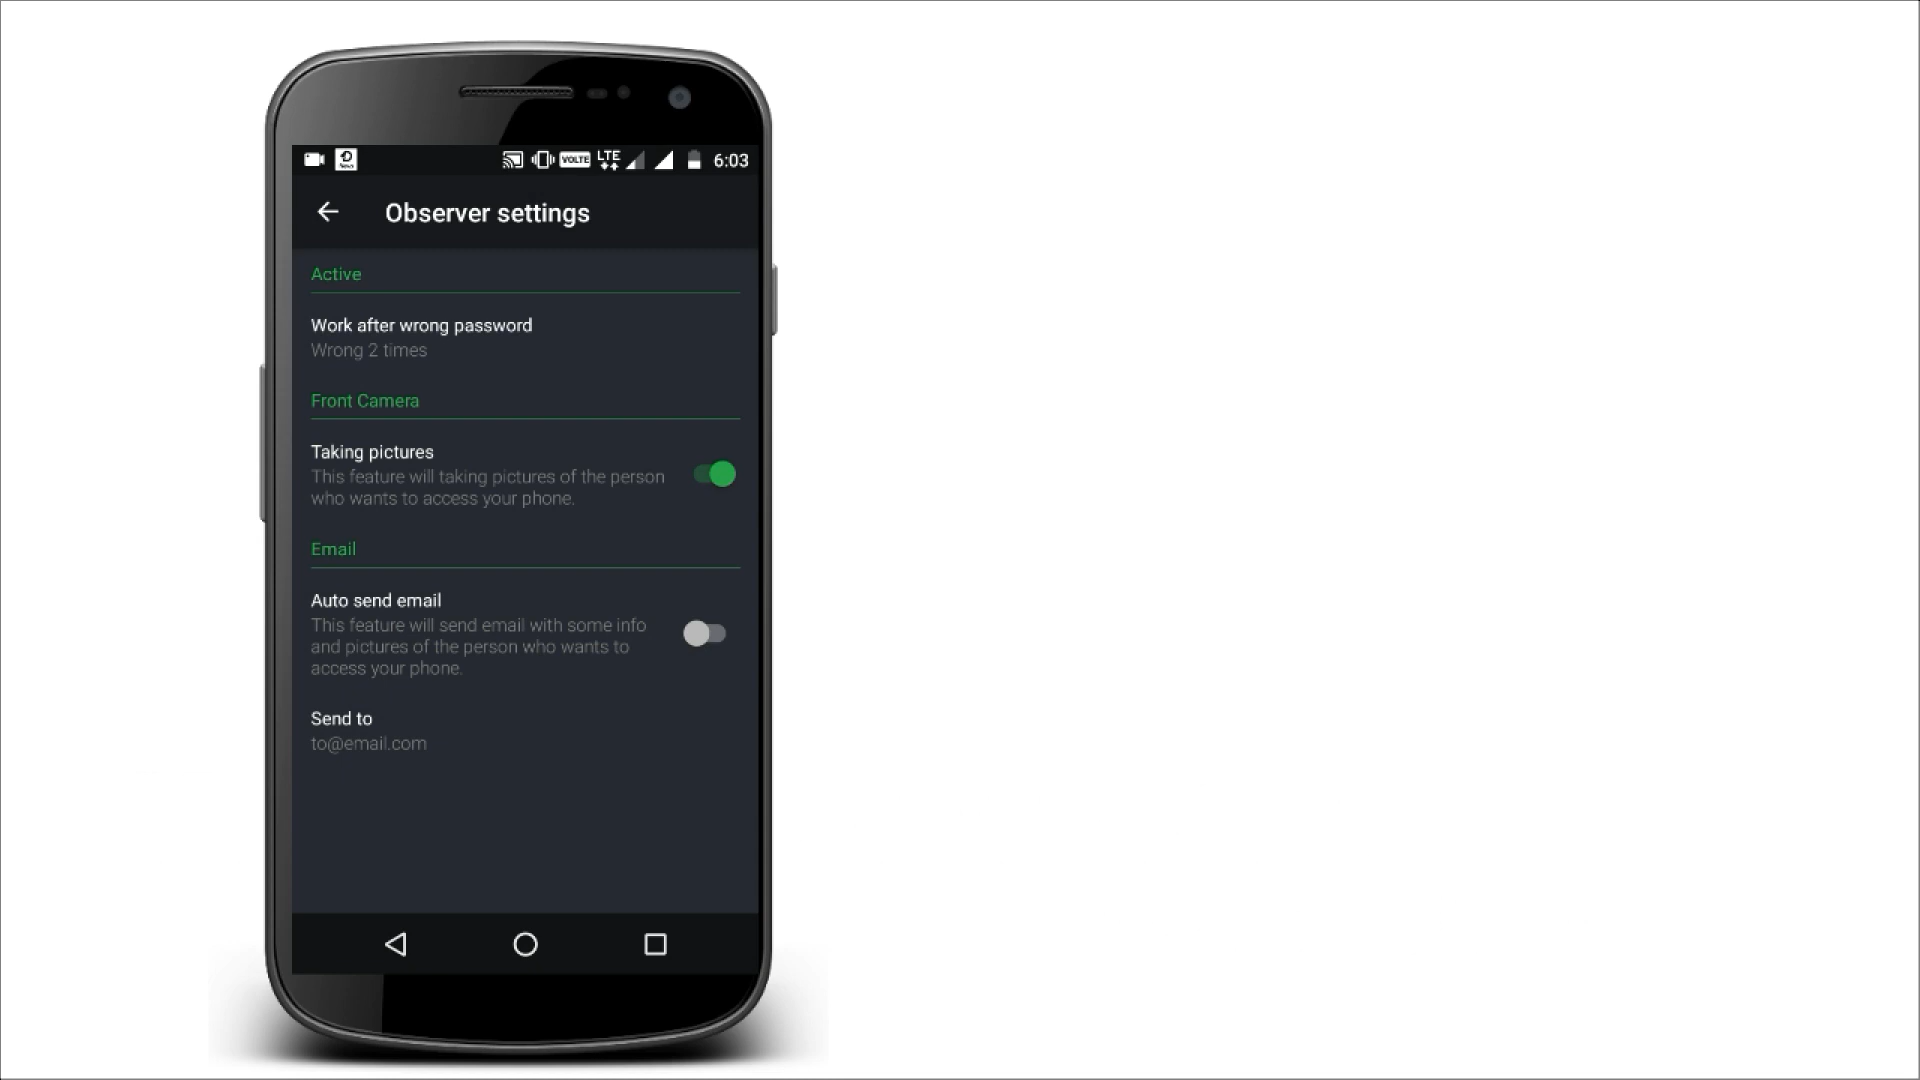 VOLTE LTE 6:03
Observer settings
Active
Work after wrong password
Wrong 2 times
Front Camera
Taking pictures
This feature will taking pictures of the person
who wants to access your phone.
Email
Auto send email
This feature will send email with some info
and pictures of the person who wants to
access your phone.
Send to
to@email.com